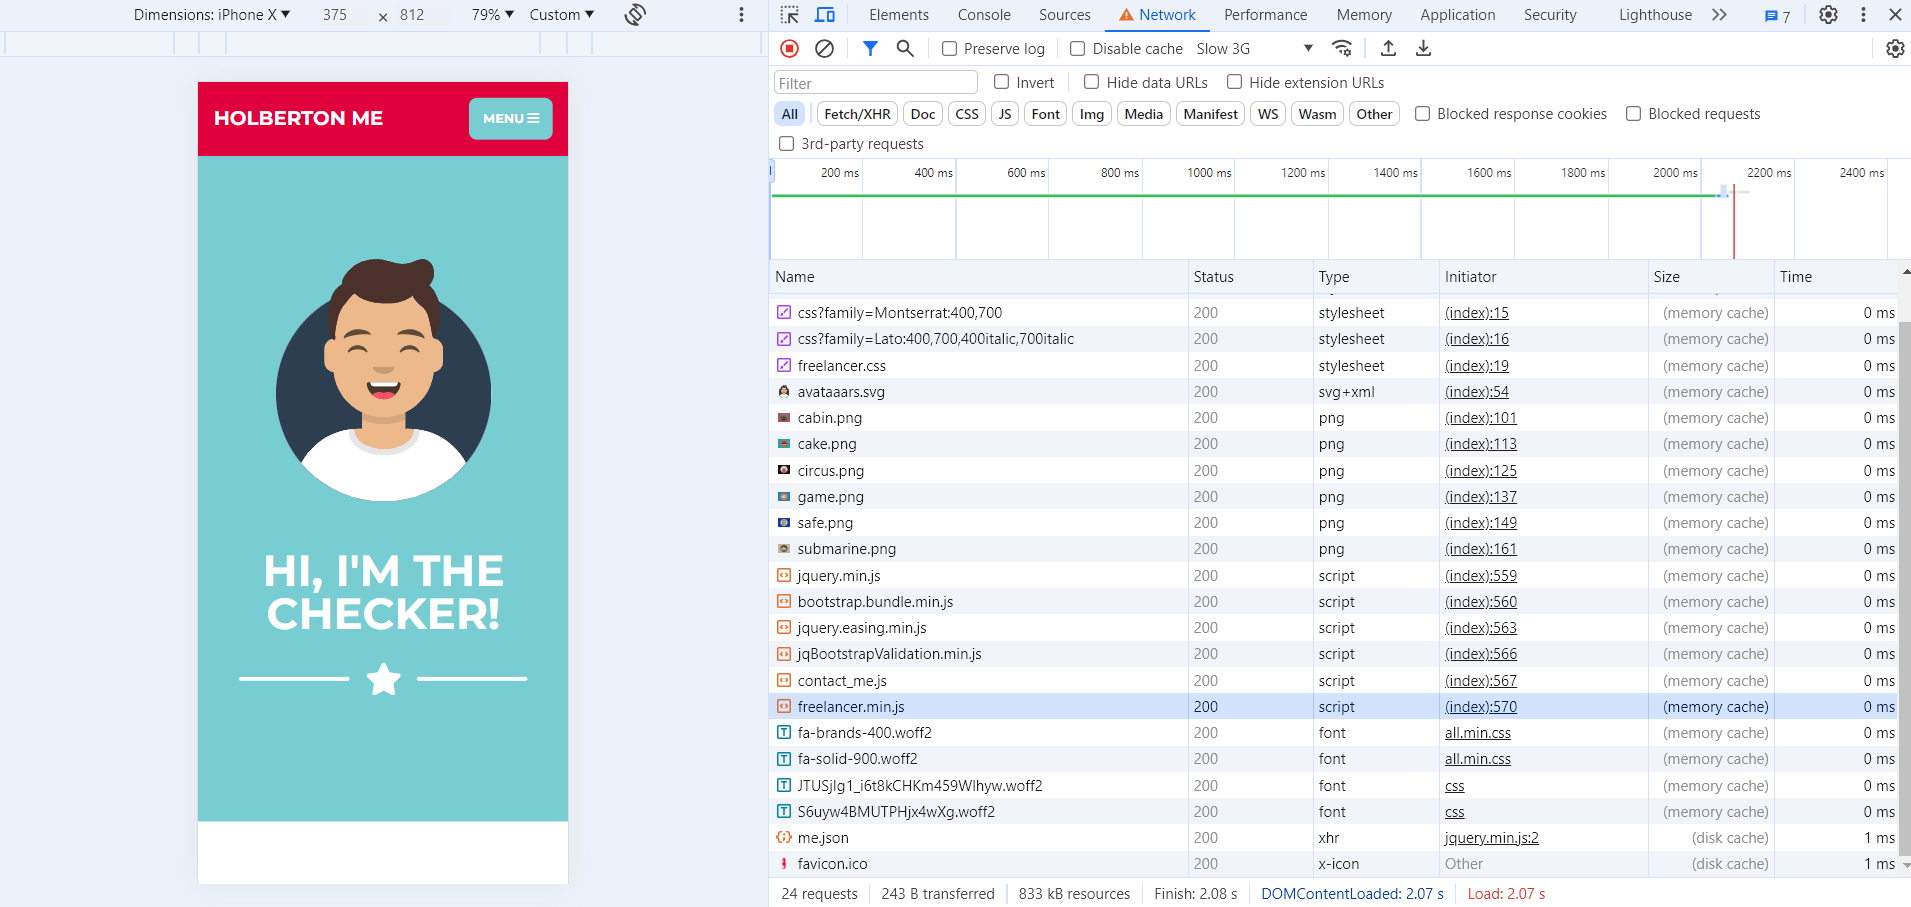 Dimensions: iPhone X ▼ 375 × 812 79% ▼ Custom ▼
Elements Console Sources Network Performance Memory Application Security Lighthouse 7
Preserve log Disable cache Slow 3G ▼
Filter Invert Hide data URLs Hide extension URLs
All Fetch/XHR Doc CSS JS Font Img Media Manifest WS Wasm Other Blocked response cookies Blocked requests
3rd-party requests
200 ms 400 ms 600 ms 800 ms 1000 ms 1200 ms 1400 ms 1600 ms 1800 ms 2000 ms 2200 ms 2400 ms
HOLBERTON ME MENU
HI, I'M THE
CHECKER!
Name Status Type Initiator Size Time
css?family=Montserrat:400,700 200 stylesheet (index):15 (memory cache) 0 ms
css?family=Lato:400,700,400italic,700italic 200 stylesheet (index):16 (memory cache) 0 ms
freelancer.css 200 stylesheet (index):19 (memory cache) 0 ms
avataaars.svg 200 svg+xml (index):54 (memory cache) 0 ms
cabin.png 200 png (index):101 (memory cache) 0 ms
cake.png 200 png (index):113 (memory cache) 0 ms
circus.png 200 png (index):125 (memory cache) 0 ms
game.png 200 png (index):137 (memory cache) 0 ms
safe.png 200 png (index):149 (memory cache) 0 ms
submarine.png 200 png (index):161 (memory cache) 0 ms
jquery.min.js 200 script (index):559 (memory cache) 0 ms
bootstrap.bundle.min.js 200 script (index):560 (memory cache) 0 ms
jquery.easing.min.js 200 script (index):563 (memory cache) 0 ms
jqBootstrapValidation.min.js 200 script (index):566 (memory cache) 0 ms
contact_me.js 200 script (index):567 (memory cache) 0 ms
freelancer.min.js 200 script (index):570 (memory cache) 0 ms
fa-brands-400.woff2 200 font all.min.css (memory cache) 0 ms
fa-solid-900.woff2 200 font all.min.css (memory cache) 0 ms
JTUSjIg1_i6t8kCHKm459Wlhyw.woff2 200 font css (memory cache) 0 ms
S6uyw4BMUTPHjx4wXg.woff2 200 font css (memory cache) 0 ms
me.json 200 xhr jquery.min.js:2 (disk cache) 1 ms
favicon.ico 200 x-icon Other (disk cache) 1 ms
24 requests 243 B transferred 833 kB resources Finish: 2.08 s DOMContentLoaded: 2.07 s Load: 2.07 s